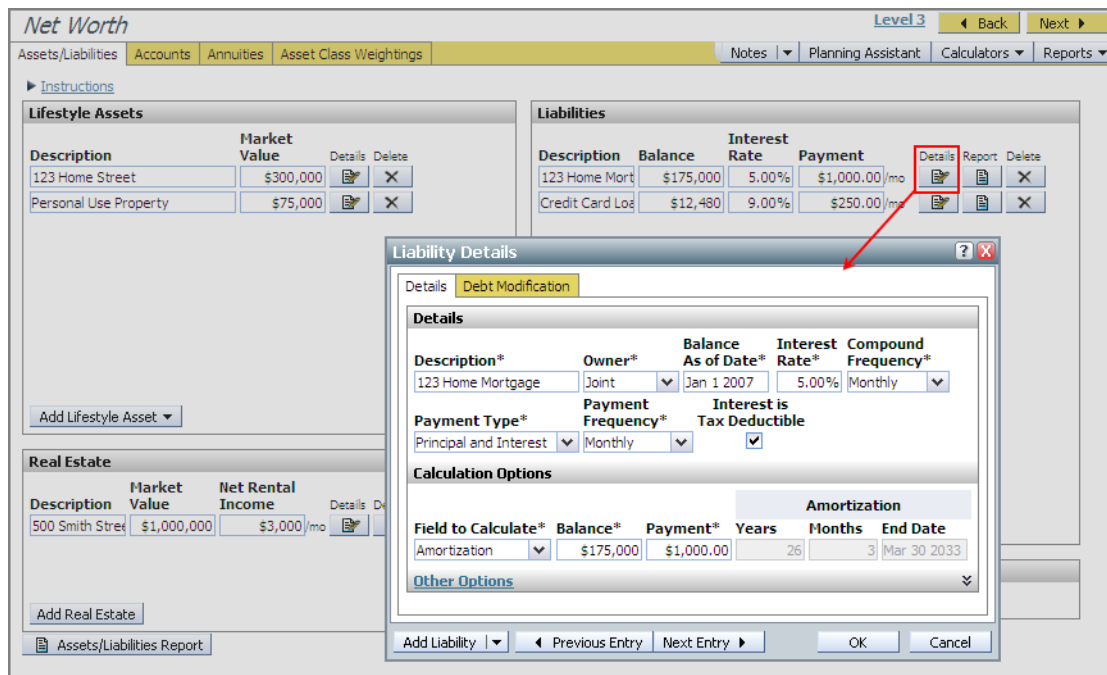 Net Worth
Level 3 Back Next
Assets/Liabilities Accounts Annuities Asset Class Weightings Notes Planning Assistant Calculators Reports
Instructions
Lifestyle Assets
Description Market Value Details Delete
123 Home Street $300,000
Personal Use Property $75,000
Add Lifestyle Asset
Liabilities
Description Balance Interest Rate Payment Details Report Delete
123 Home Mort $175,000 5.00% $1,000.00 /mo
Credit Card Loa $12,480 9.00% $250.00 /mo
Real Estate
Description Market Value Net Rental Income Details De
500 Smith Stree $1,000,000 $3,000 /mo
Add Real Estate
Assets/Liabilities Report
Liability Details ? X
Details Debt Modification
Details
Description* Owner* Balance As of Date* Interest Rate* Compound Frequency*
123 Home Mortgage Joint Jan 1 2007 5.00% Monthly
Payment Type* Payment Frequency* Interest is Tax Deductible
Principal and Interest Monthly
Calculation Options
Amortization
Field to Calculate* Balance* Payment* Years Months End Date
Amortization $175,000 $1,000.00 26 3 Mar 30 2033
Other Options
Add Liability Previous Entry Next Entry OK Cancel